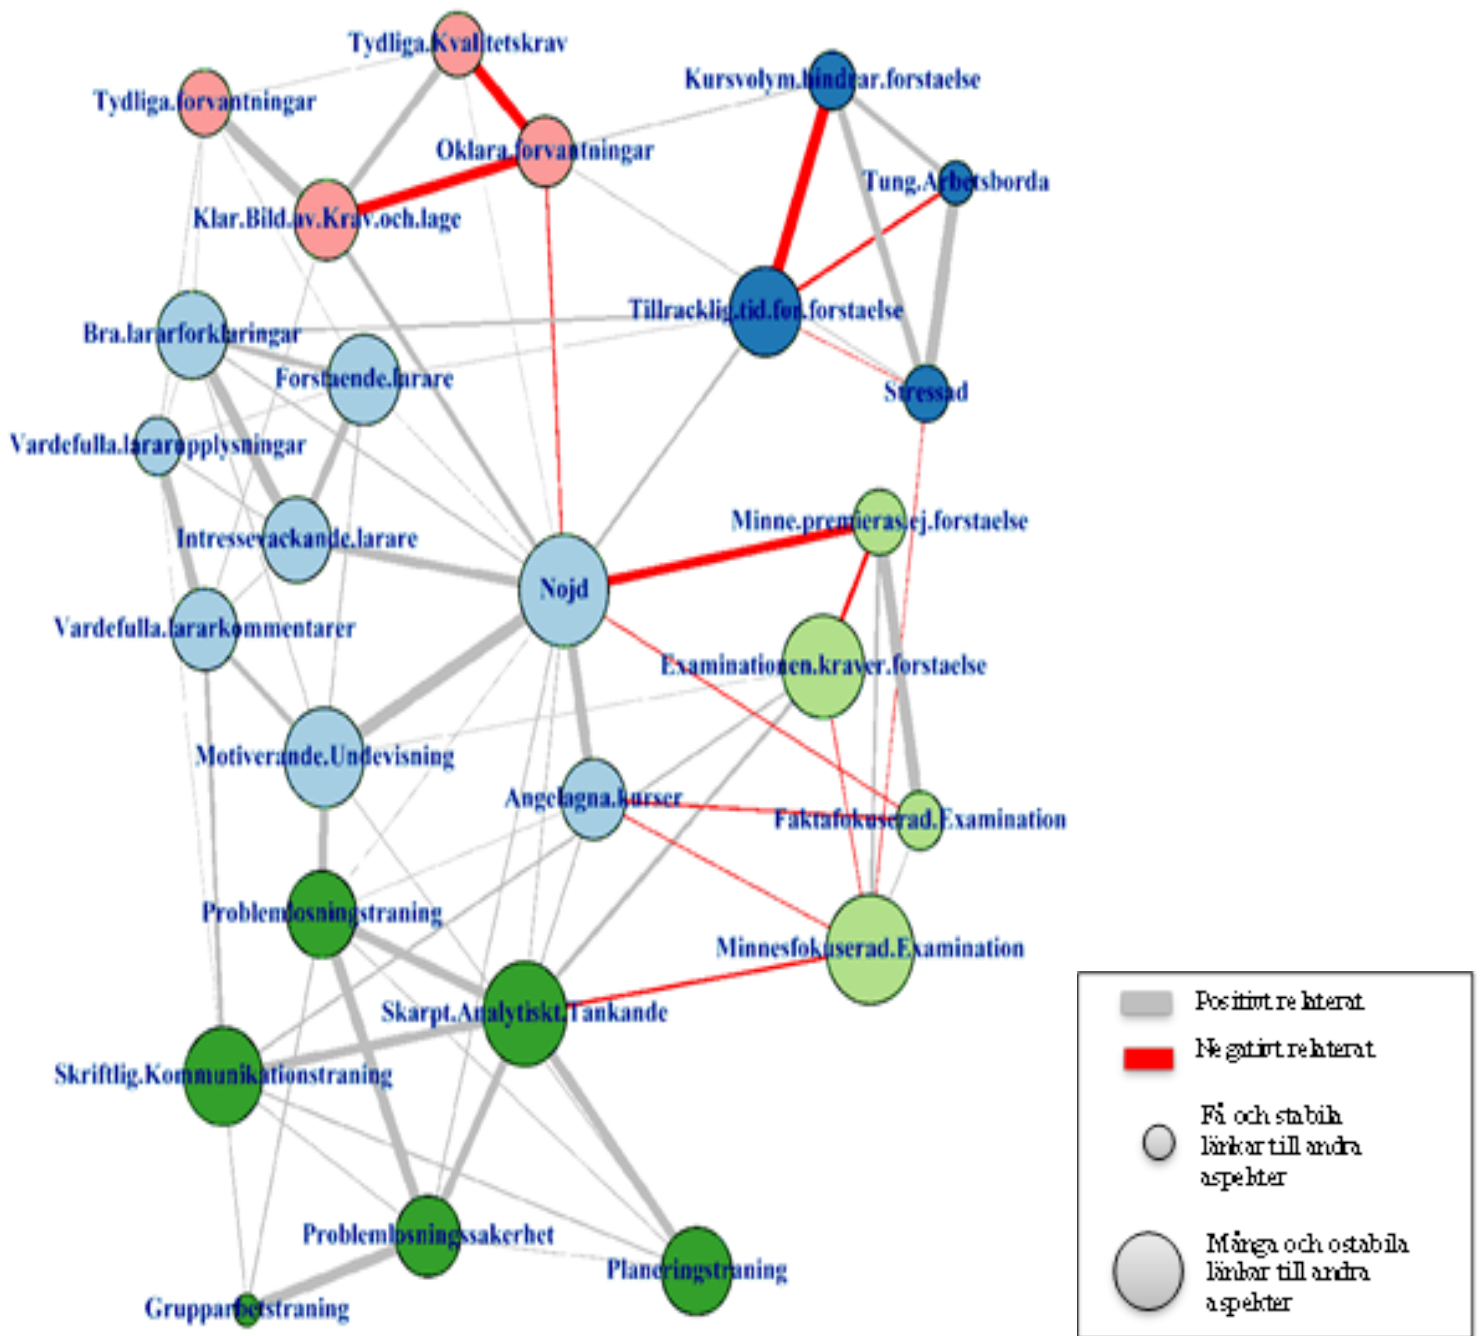 Tydliga.Kvalitetskrav
Kursvolym.hindrar.forstaelse
Tydliga.forvantningar
Oklara.forvantningar
Tung.Arbetsborda
Klar.Bild.av.Krav.och.lage
Tillracklig.tid.for.forstaelse
Bra.lararforklaringar
Forstaende.larare
Stressad
Vardefulla.lararupplysningar
Minne.premieras.ej.forstaelse
Intressevackande.larare
Nojd
Vardefulla.lararkommentarer
Examinationen.kraver.forstaelse
Motiverande.Undevisning
Angelagna.kurser
Faktafokuserad.Examination
Problemlosningstraning
Minnesfokuserad.Examination
Skarpt.Analytiskt.Tankande
Skriftlig.Kommunikationstraning
Problemlosningssakerhet
Planeringstraning
Grupparbetstraning
Positivt relaterat
Negativt relaterat
Få och stabila
länkar till andra
aspekter
Många och ostabila
länkar till andra
aspekter